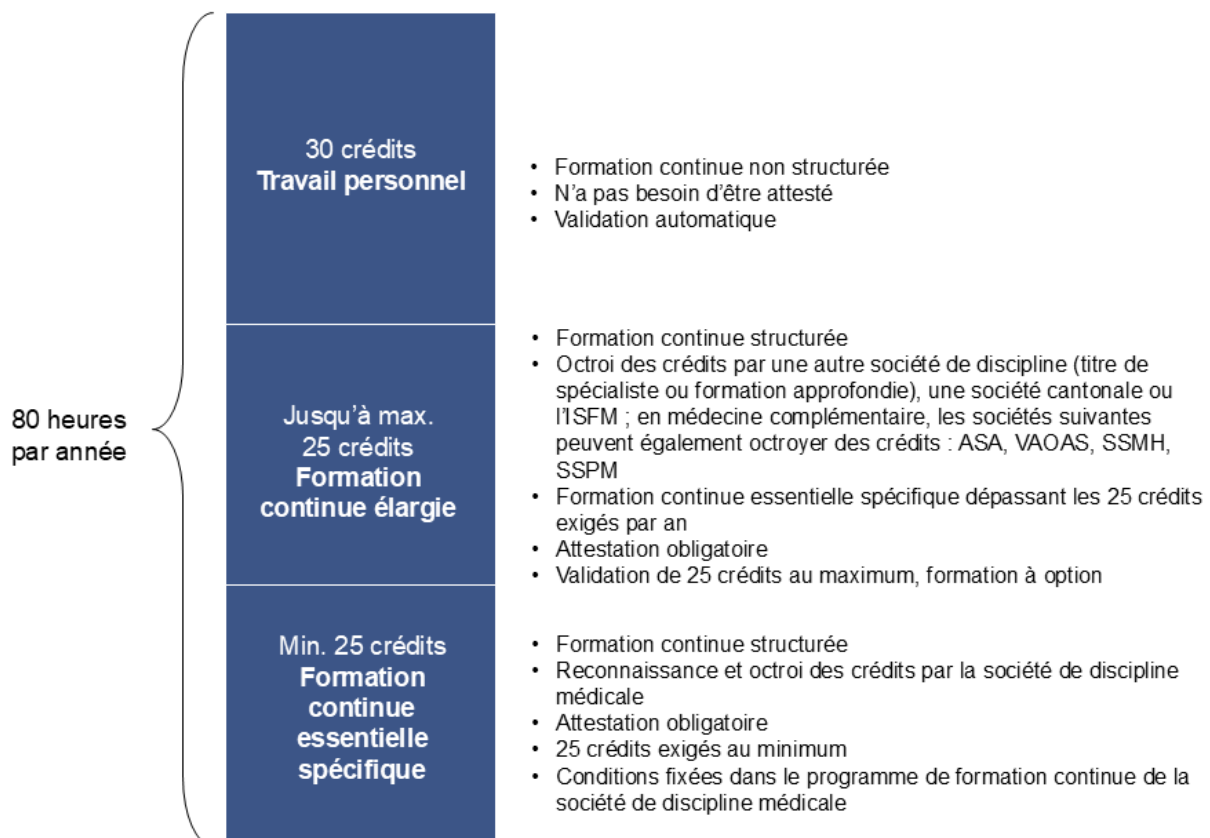 80 heures
par année
30 crédits
Travail personnel
• Formation continue non structurée
• N'a pas besoin d'être attesté
• Validation automatique
Jusqu'à max.
25 crédits
Formation
continue élargie
• Formation continue structurée
• Octroi des crédits par une autre société de discipline (titre de
spécialiste ou formation approfondie), une société cantonale ou
l'ISFM ; en médecine complémentaire, les sociétés suivantes
peuvent également octroyer des crédits : ASA, VAOAS, SSMH,
SSPM
• Formation continue essentielle spécifique dépassant les 25 crédits
exigés par an
• Attestation obligatoire
• Validation de 25 crédits au maximum, formation à option
Min. 25 crédits
Formation
continue
essentielle
spécifique
• Formation continue structurée
• Reconnaissance et octroi des crédits par la société de discipline
médicale
• Attestation obligatoire
• 25 crédits exigés au minimum
• Conditions fixées dans le programme de formation continue de la
société de discipline médicale